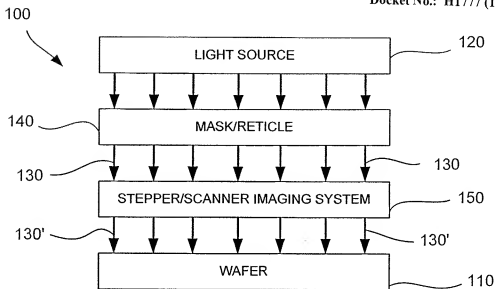 Docket No.: H1777 (1
100
LIGHT SOURCE
120
140
MASK/RETICLE
130
130
STEPPER/SCANNER IMAGING SYSTEM
150
130'
130'
WAFER
110